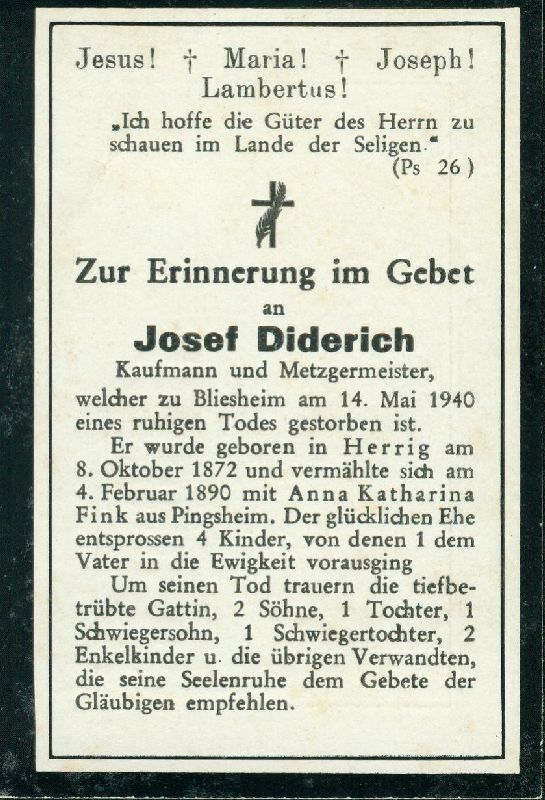 Jesus! † Maria! † Joseph!
Lambertus!
„Ich hoffe die Güter des Herrn zu
schauen im Lande der Seligen.“
(Ps 26)
Zur Erinnerung im Gebet
an
Josef Diderich
Kaufmann und Metzgermeister,
welcher zu Bliesheim am 14. Mai 1940
eines ruhigen Todes gestorben ist.
Er wurde geboren in Herrig am
8. Oktober 1872 und vermählte sich am
4. Februar 1890 mit Anna Katharina
Fink aus Pingsheim. Der glücklichen Ehe
entsprossen 4 Kinder, von denen 1 dem
Vater in die Ewigkeit vorausging
Um seinen Tod trauern die tiefbe-
trübte Gattin, 2 Söhne, 1 Tochter, 1
Schwiegersohn, 1 Schwiegertochter, 2
Enkelkinder u. die übrigen Verwandten,
die seine Seelenruhe dem Gebete der
Gläubigen empfehlen.